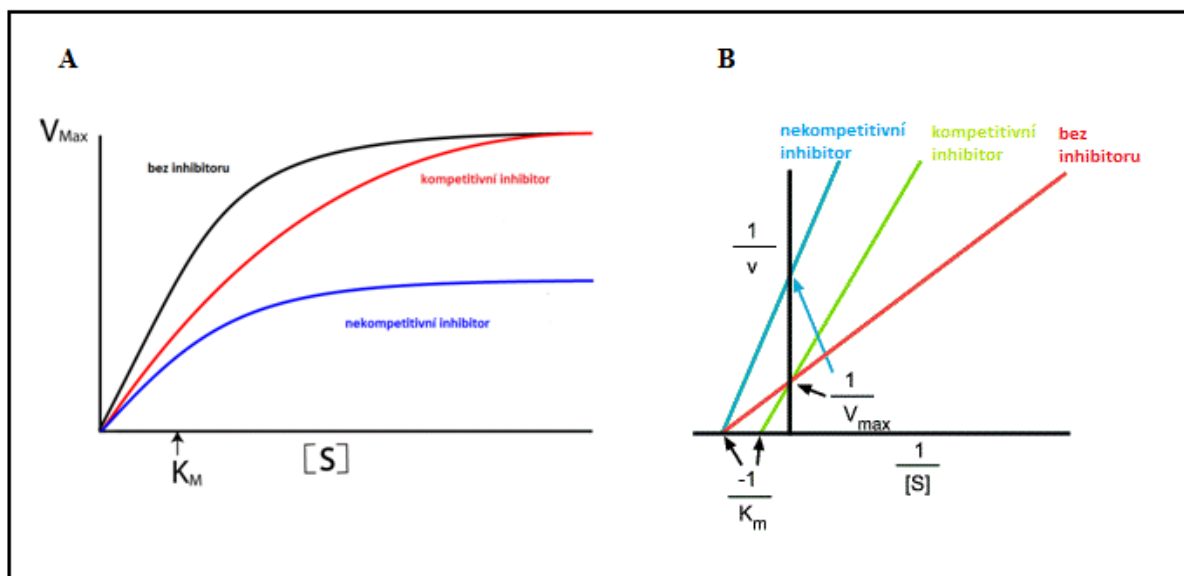 A
V Max
bez inhibitoru
kompetitivní inhibitor
nekompetitivní inhibitor
K M
[S]
B
nekompetitivní
inhibitor
kompetitivní
inhibitor
bez
inhibitoru
1
v
1
V max
1
[S]
-1
K m